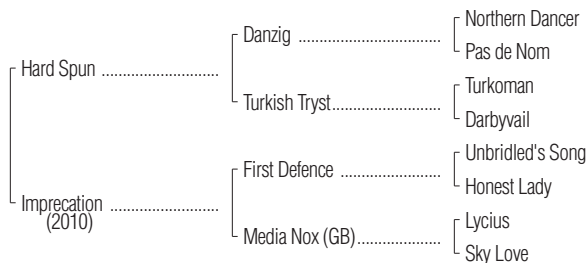 Northern Dancer
Danzig
Pas de Nom
Hard Spun
Turkoman
Turkish Tryst
Darbyvail
Unbridled's Song
First Defence
Honest Lady
Imprecation
(2010)
Lycius
Media Nox (GB)
Sky Love